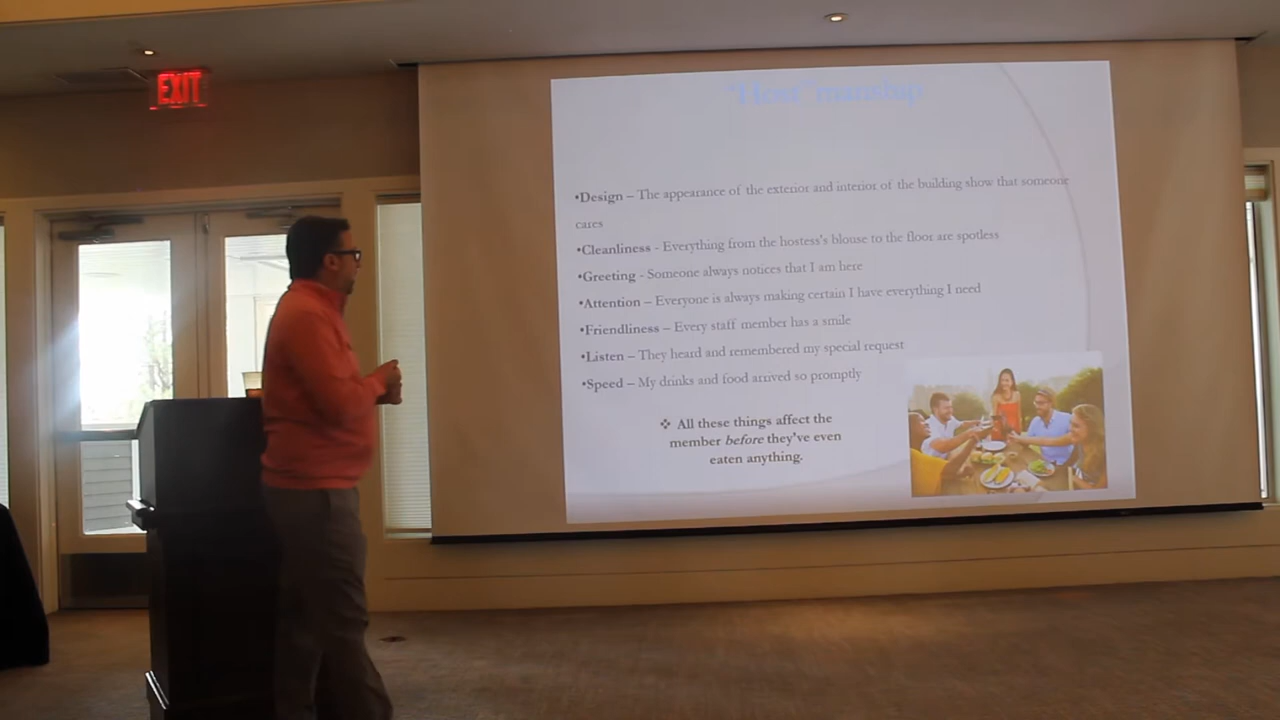 EXIT
"Host"manship
•Design – The appearance of the exterior and interior of the building show that someone
cares
•Cleanliness - Everything from the hostess's blouse to the floor are spotless
•Greeting - Someone always notices that I am here
•Attention – Everyone is always making certain I have everything I need
•Friendliness – Every staff member has a smile
•Listen – They heard and remembered my special request
•Speed – My drinks and food arrived so promptly
❖ All these things affect the
member before they've even
eaten anything.